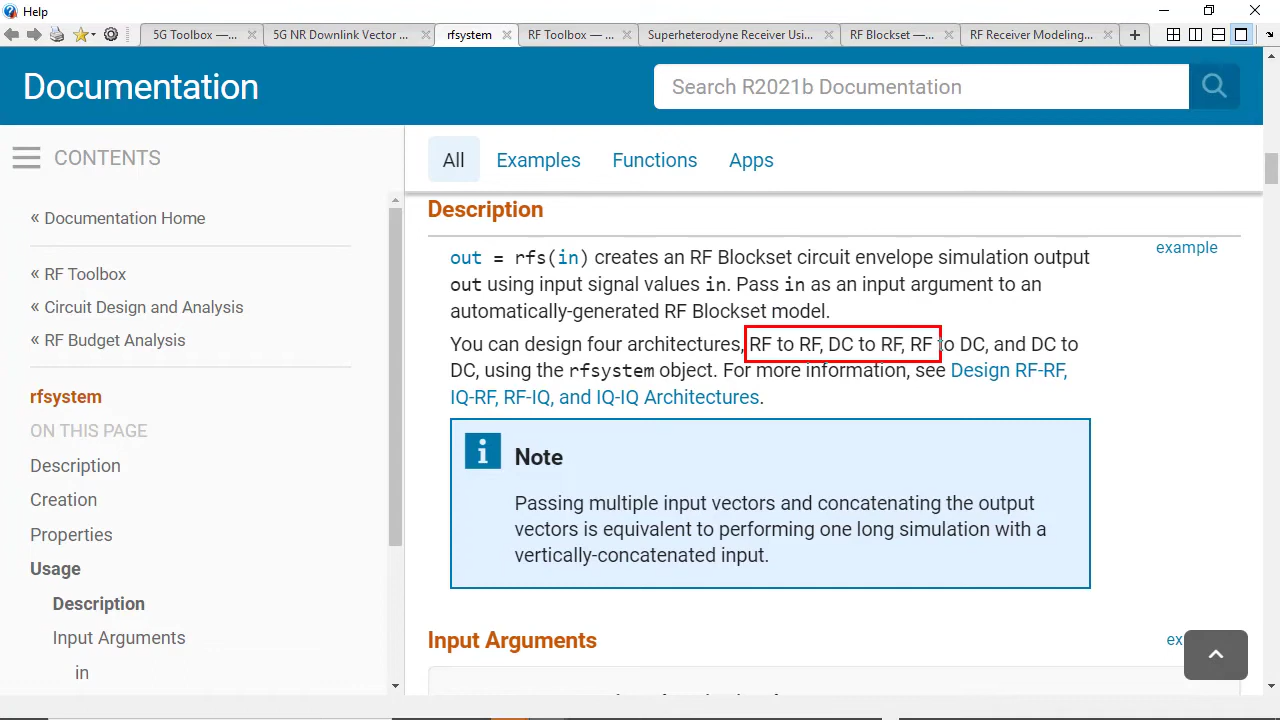 Help
5G Toolbox —...
5G NR Downlink Vector ...
rfsystem
RF Toolbox — ...
Superheterodyne Receiver Usi...
RF Blockset —...
RF Receiver Modeling...
Documentation
Search R2021b Documentation
CONTENTS
All
Examples
Functions
Apps
« Documentation Home
« RF Toolbox
« Circuit Design and Analysis
« RF Budget Analysis
rfsystem
ON THIS PAGE
Description
Creation
Properties
Usage
Description
Input Arguments
in
Description
example
out = rfs(in) creates an RF Blockset circuit envelope simulation output
out using input signal values in. Pass in as an input argument to an
automatically-generated RF Blockset model.
You can design four architectures, RF to RF, DC to RF, RF to DC, and DC to
DC, using the rfsystem object. For more information, see Design RF-RF,
IQ-RF, RF-IQ, and IQ-IQ Architectures.
i
Note
Passing multiple input vectors and concatenating the output
vectors is equivalent to performing one long simulation with a
vertically-concatenated input.
Input Arguments